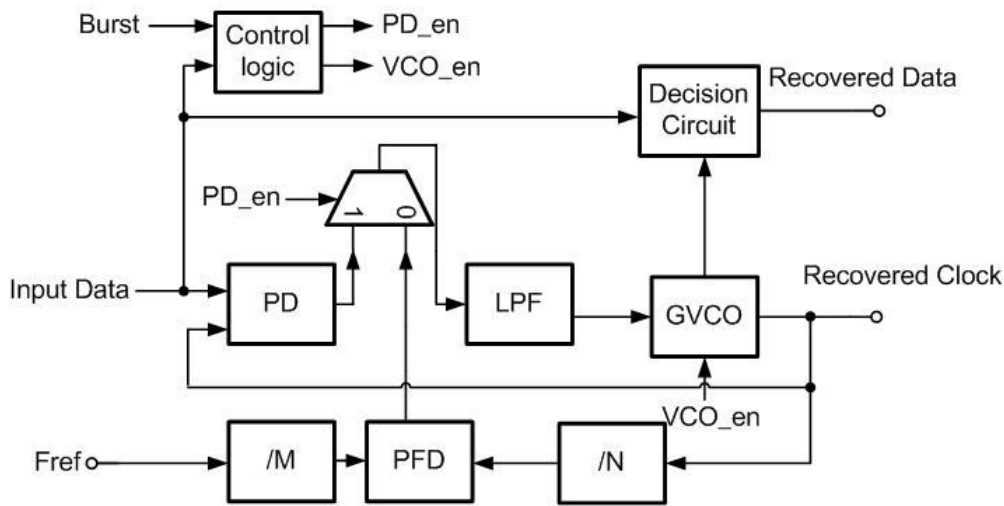 Burst
Control
logic
PD_en
VCO_en
Recovered Data
Decision
Circuit
PD_en
1
0
Input Data
PD
LPF
GVCO
Recovered Clock
VCO_en
Fref
/M
PFD
/N